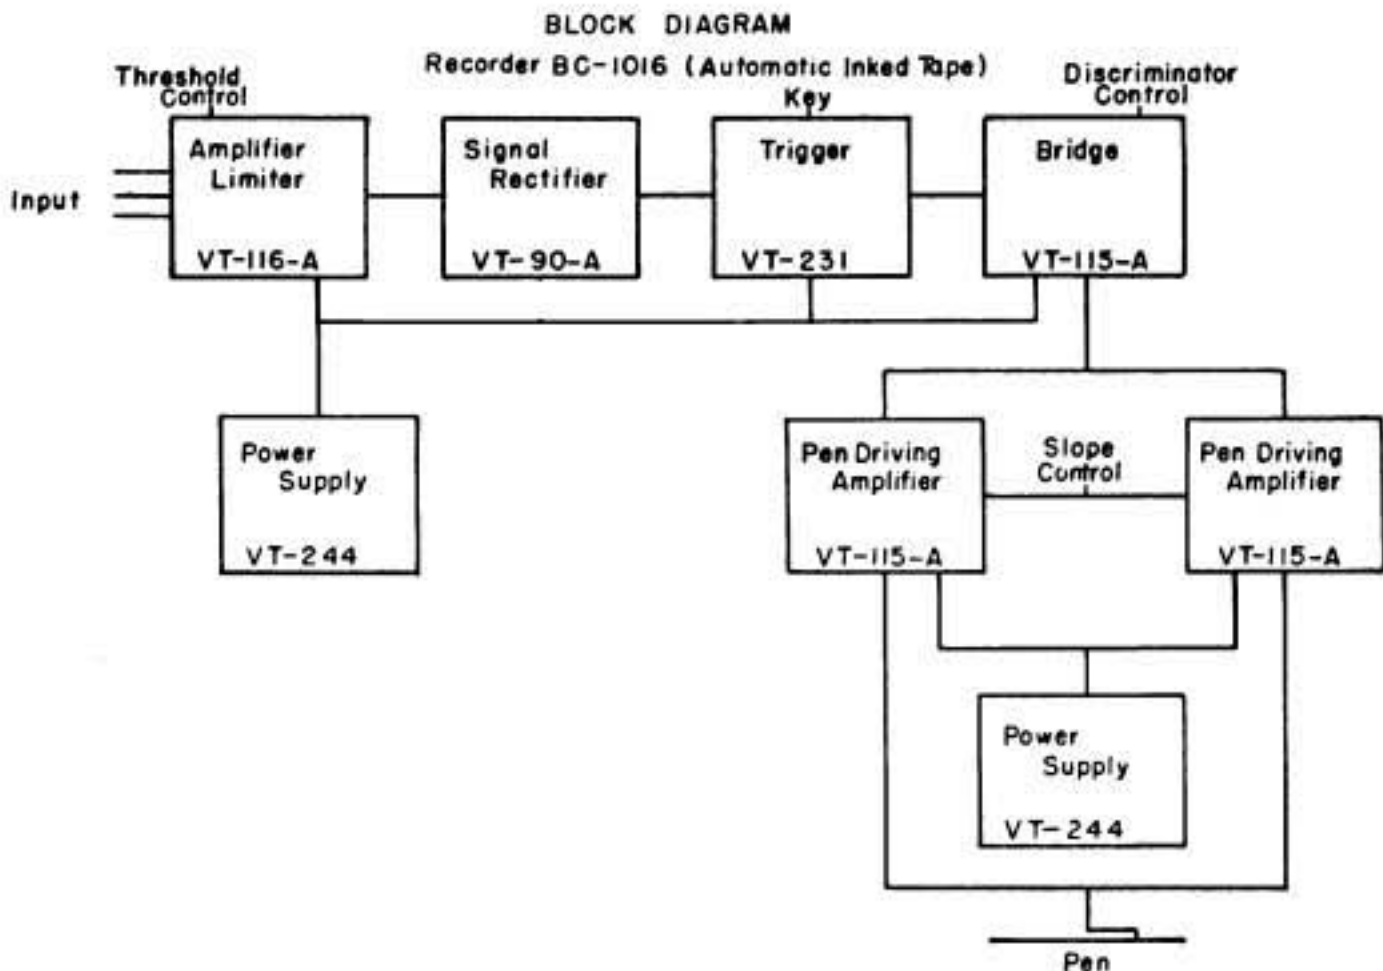 BLOCK DIAGRAM
Recorder BC-1016 (Automatic Inked Tape)
Threshold
Control
Key
Discriminator
Control
Input
Amplifier
Limiter
VT-116-A
Signal
Rectifier
VT-90-A
Trigger
VT-231
Bridge
VT-115-A
Power
Supply
VT-244
Pen Driving
Amplifier
VT-115-A
Slope
Control
Pen Driving
Amplifier
VT-115-A
Power
Supply
VT-244
Pen